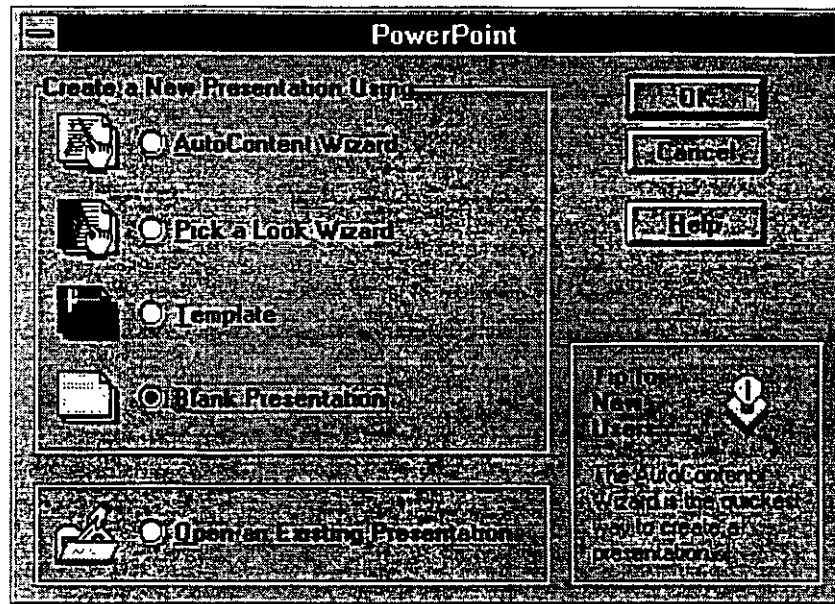 PowerPoint
Create a New Presentation Using
AutoContent Wizard
Pick a Look Wizard
Template
Blank Presentation
Open an Existing Presentation
OK
Cancel
Help
Tip for
New
User
The AutoContent
Wizard is the quickest
way to create a
presentation.